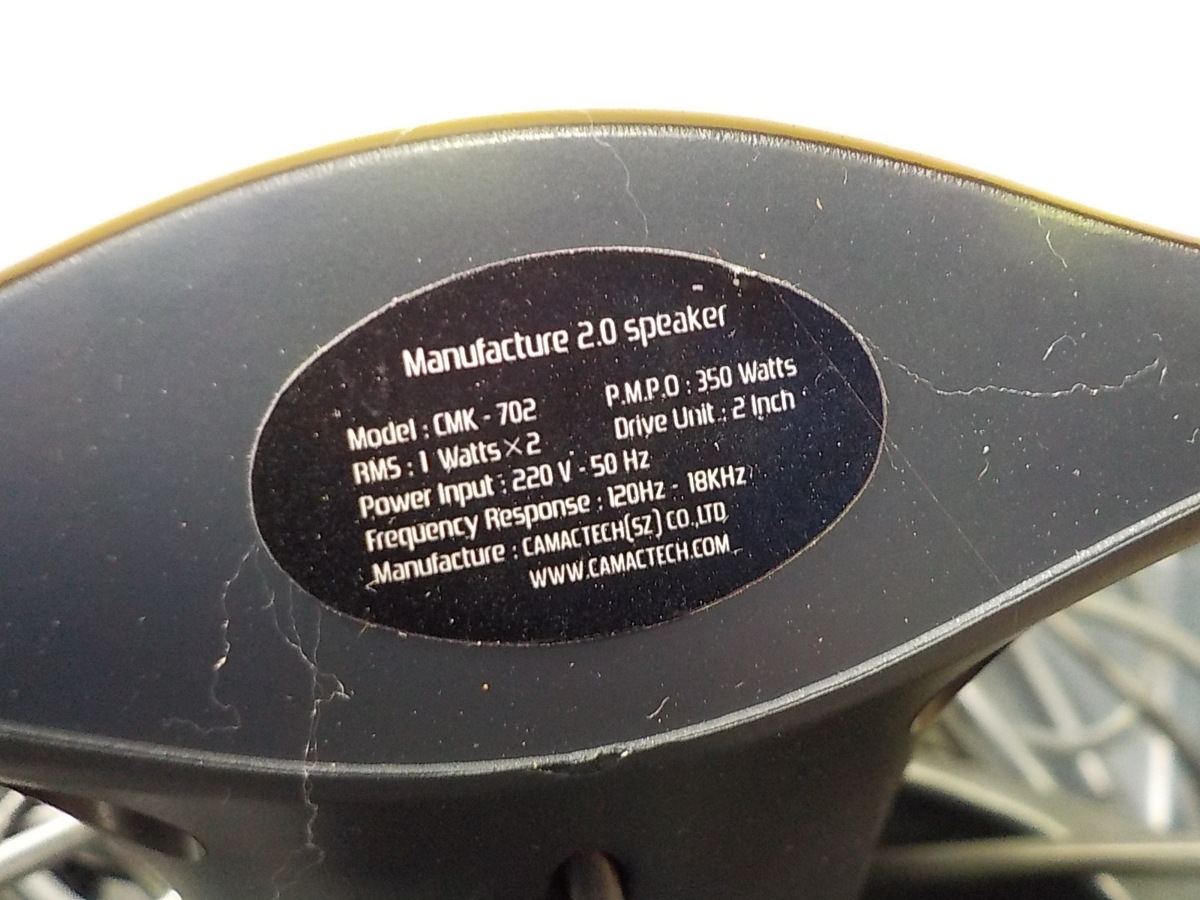 Manufacture 2.0 speaker
Model : CMK - 702 P.M.P.O : 350 Watts
RMS : 1 Watts×2 Drive Unit : 2 Inch
Power Input : 220 V - 50 Hz
Frequency Response : 120Hz - 18KHz
Manufacture : CAMACTECH(SZ) CO.,LTD
WWW.CAMACTECH.COM